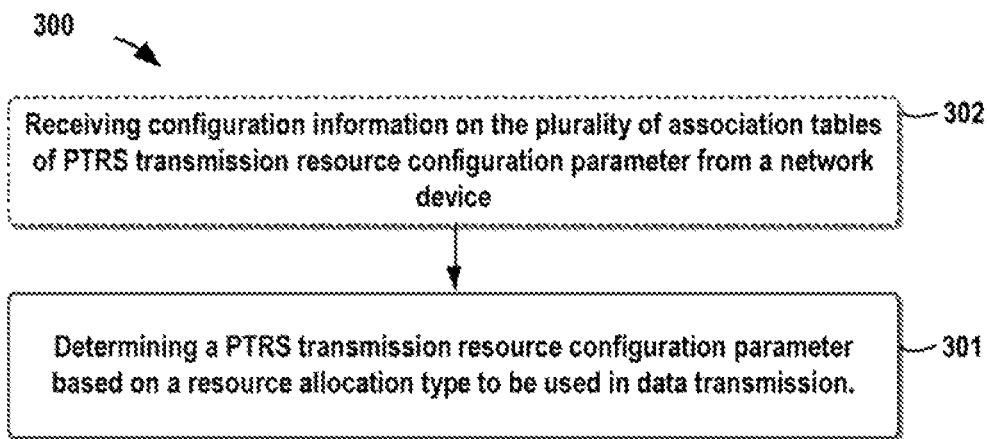 300
Receiving configuration information on the plurality of association tables
of PTRS transmission resource configuration parameter from a network
device
302
Determining a PTRS transmission resource configuration parameter
based on a resource allocation type to be used in data transmission.
301